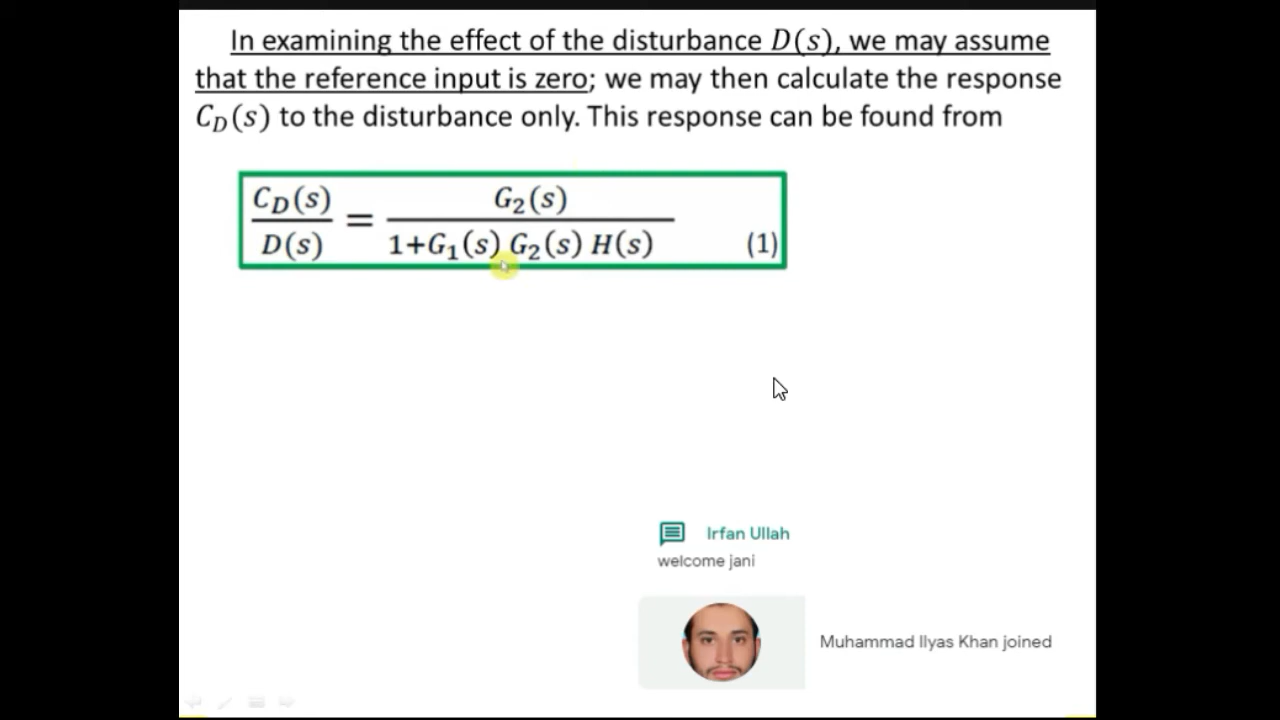 In examining the effect of the disturbance D(s), we may assume
that the reference input is zero; we may then calculate the response
C_D(s) to the disturbance only. This response can be found from
C_D(s)/D(s) = G_2(s)/(1+G_1(s) G_2(s) H(s)) (1)
Irfan Ullah
welcome jani
Muhammad Ilyas Khan joined